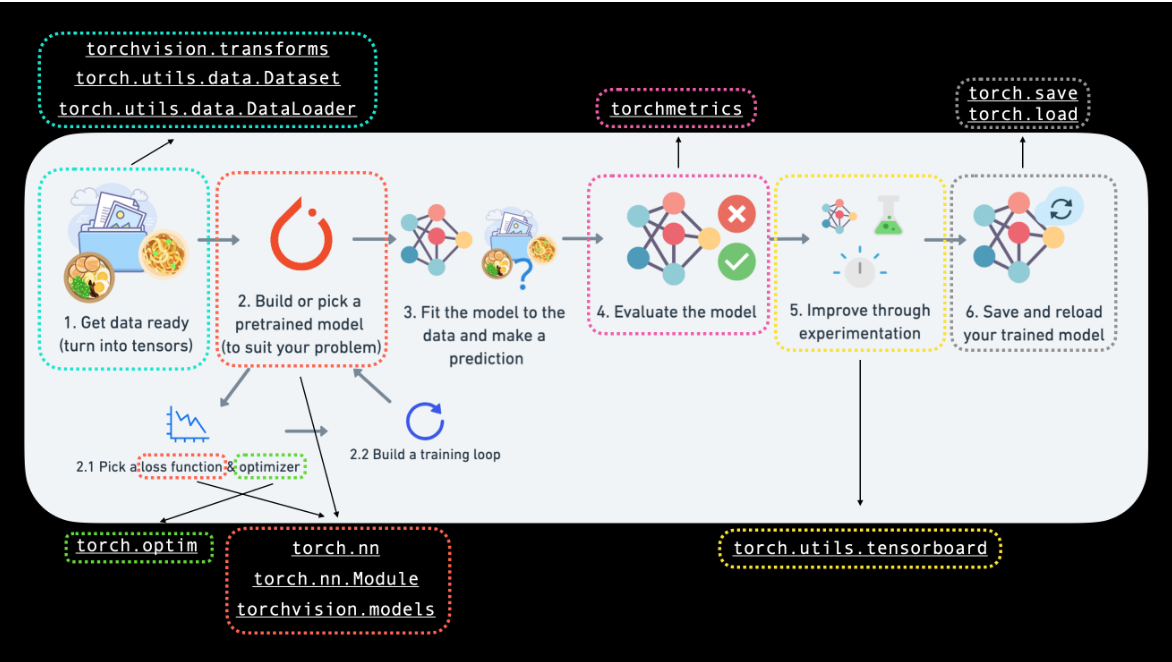 torchvision.transforms
torch.utils.data.Dataset
torch.utils.data.DataLoader
torchmetrics
torch.save
torch.load
1. Get data ready
(turn into tensors)
2. Build or pick a
pretrained model
(to suit your problem)
3. Fit the model to the
data and make a
prediction
?
4. Evaluate the model
5. Improve through
experimentation
6. Save and reload
your trained model
2.1 Pick a loss function & optimizer
2.2 Build a training loop
torch.optim
torch.nn
torch.nn.Module
torchvision.models
torch.utils.tensorboard